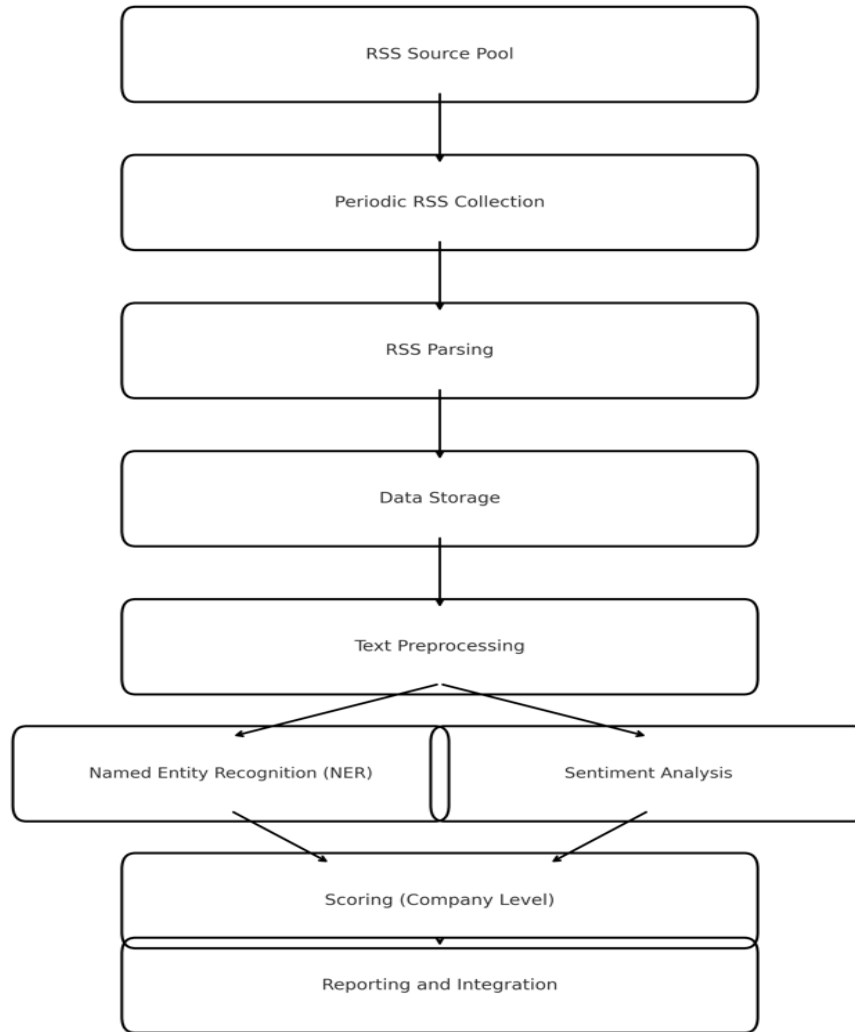 RSS Source Pool
Periodic RSS Collection
RSS Parsing
Data Storage
Text Preprocessing
Named Entity Recognition (NER)
Sentiment Analysis
Scoring (Company Level)
Reporting and Integration